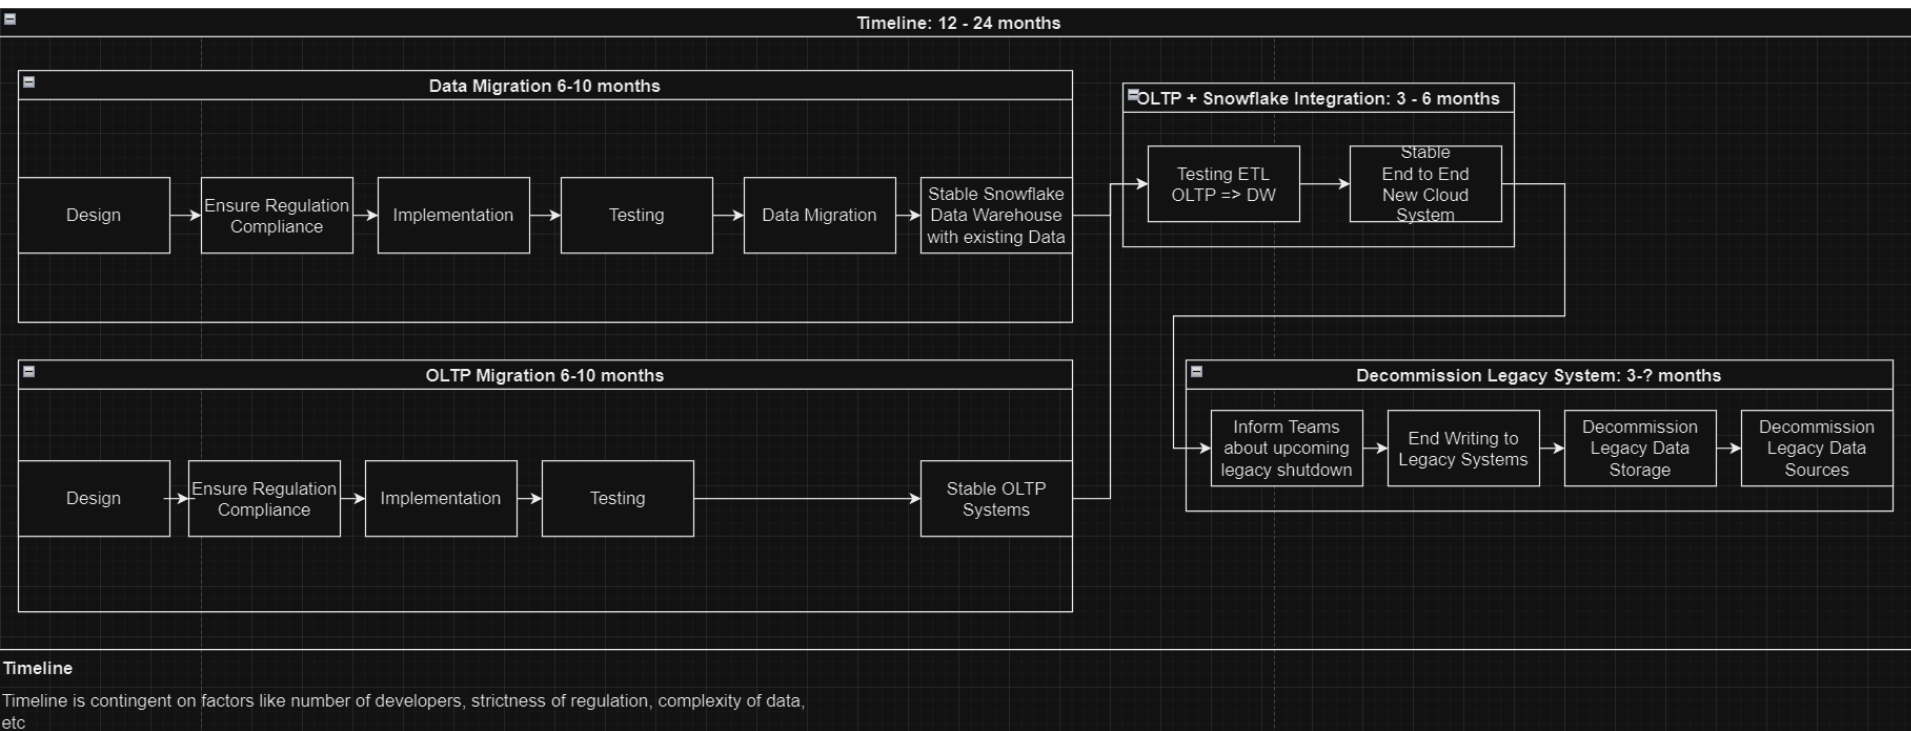 Timeline: 12 - 24 months
Data Migration 6-10 months
Design
Ensure Regulation
Compliance
Implementation
Testing
Data Migration
Stable Snowflake
Data Warehouse
with existing Data
OLTP + Snowflake Integration: 3 - 6 months
Testing ETL
OLTP => DW
Stable
End to End
New Cloud
System
OLTP Migration 6-10 months
Design
Ensure Regulation
Compliance
Implementation
Testing
Stable OLTP
Systems
Decommission Legacy System: 3-? months
Inform Teams
about upcoming
legacy shutdown
End Writing to
Legacy Systems
Decommission
Legacy Data
Storage
Decommission
Legacy Data
Sources
Timeline
Timeline is contingent on factors like number of developers, strictness of regulation, complexity of data,
etc